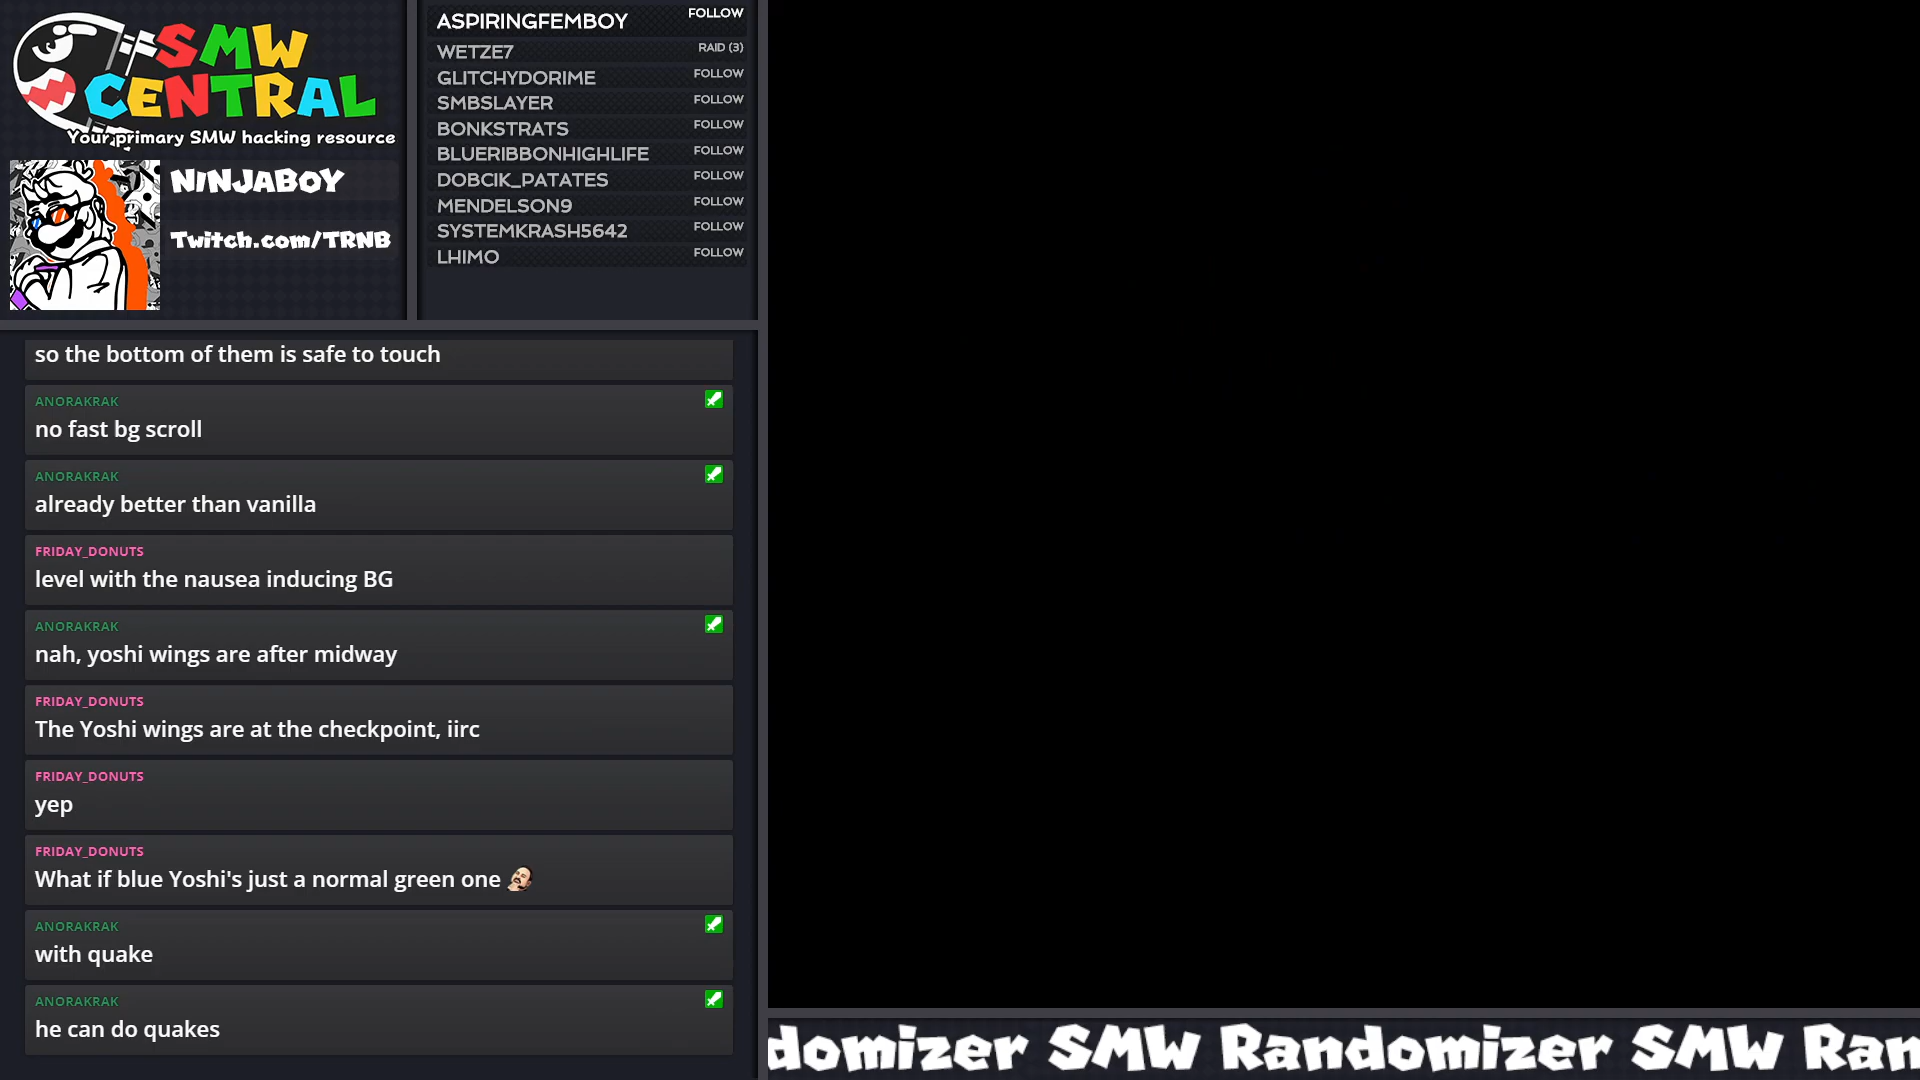 SMW
CENTRAL
Your primary SMW hacking resource
NINJABOY
Twitch.com/TRNB
ASPIRINGFEMBOY FOLLOW
WETZE7 RAID (3)
GLITCHYDORIME FOLLOW
SMBSLAYER FOLLOW
BONKSTRATS FOLLOW
BLUERIBBONHIGHLIFE FOLLOW
DOBCIK_PATATES FOLLOW
MENDELSON9 FOLLOW
SYSTEMKRASH5642 FOLLOW
LHIMO FOLLOW
so the bottom of them is safe to touch
ANORAKRAK
no fast bg scroll
ANORAKRAK
already better than vanilla
FRIDAY_DONUTS
level with the nausea inducing BG
ANORAKRAK
nah, yoshi wings are after midway
FRIDAY_DONUTS
The Yoshi wings are at the checkpoint, iirc
FRIDAY_DONUTS
yep
FRIDAY_DONUTS
What if blue Yoshi's just a normal green one
ANORAKRAK
with quake
ANORAKRAK
he can do quakes
domizer SMW Randomizer SMW Ran